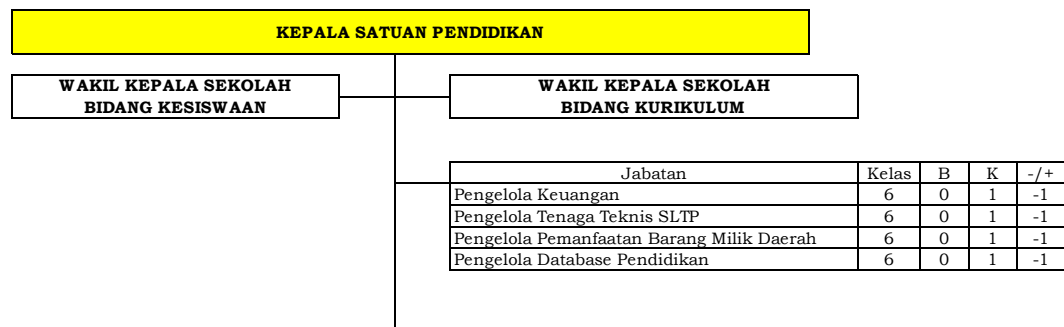 KEPALA SATUAN PENDIDIKAN
WAKIL KEPALA SEKOLAH
BIDANG KESISWAAN
WAKIL KEPALA SEKOLAH
BIDANG KURIKULUM
Jabatan Kelas B K -/+
Pengelola Keuangan 6 0 1 -1
Pengelola Tenaga Teknis SLTP 6 0 1 -1
Pengelola Pemanfaatan Barang Milik Daerah 6 0 1 -1
Pengelola Database Pendidikan 6 0 1 -1